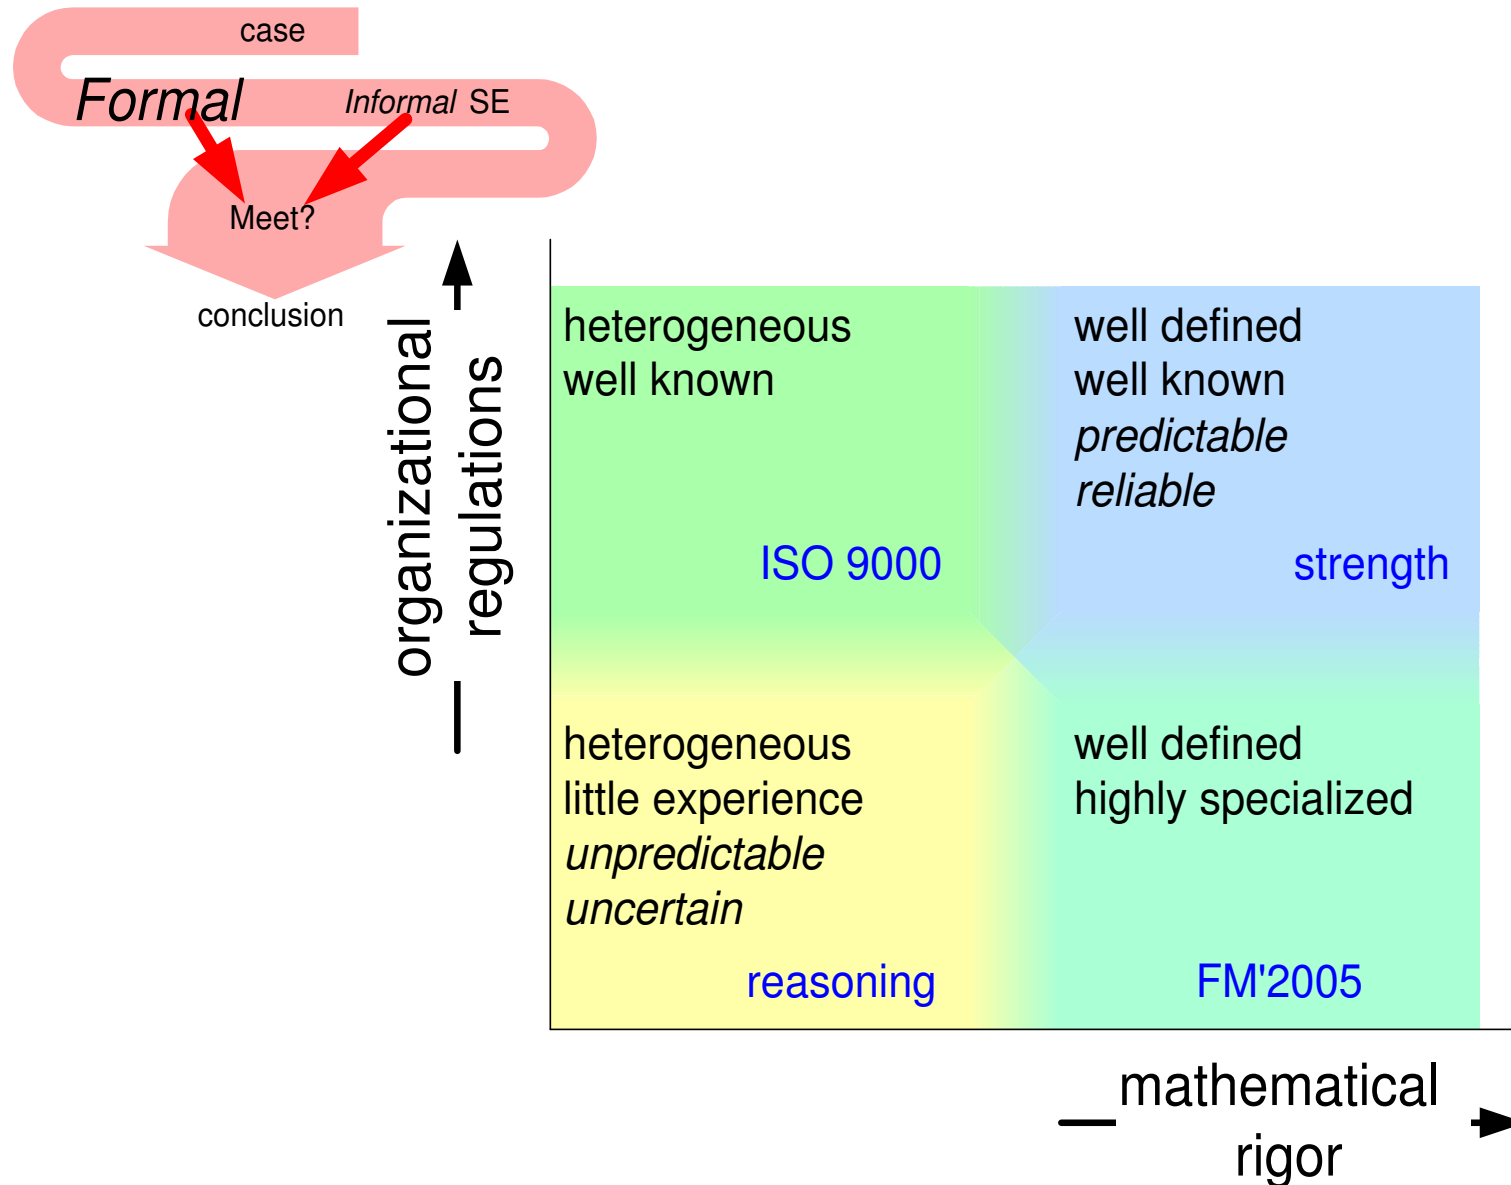 case
Formal
Informal SE
Meet?
conclusion
organizational
regulations
heterogeneous
well known
ISO 9000
well defined
well known
predictable
reliable
strength
heterogeneous
little experience
unpredictable
uncertain
reasoning
well defined
highly specialized
FM'2005
mathematical
rigor